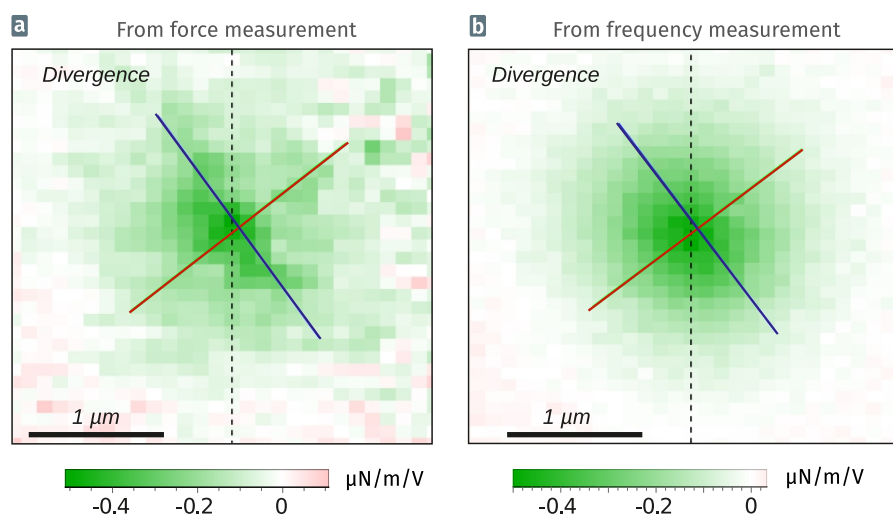 a From force measurement
Divergence
1 µm
-0.4 -0.2 0 µN/m/V
b From frequency measurement
Divergence
1 µm
-0.4 -0.2 0 µN/m/V